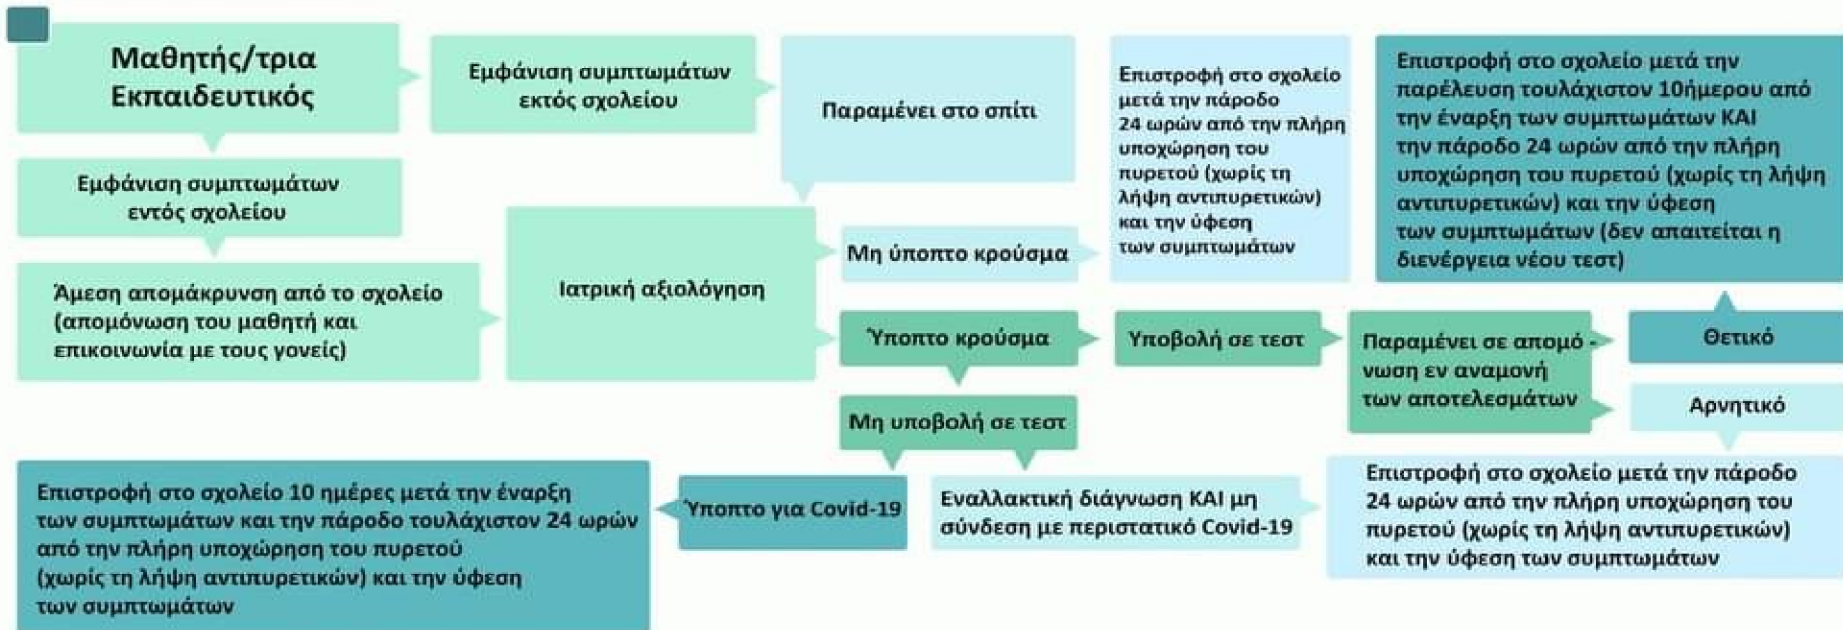 Μαθητής/τρια
Εκπαιδευτικός
Εμφάνιση συμπτωμάτων
εκτός σχολείου
Παραμένει στο σπίτι
Επιστροφή στο σχολείο
μετά την πάροδο
24 ωρών από την πλήρη
υποχώρηση του
πυρετού (χωρίς τη
λήψη αντιπυρετικών)
και την ύφεση
των συμπτωμάτων
Επιστροφή στο σχολείο μετά την
παρέλευση τουλάχιστον 10ήμερου από
την έναρξη των συμπτωμάτων ΚΑΙ
την πάροδο 24 ωρών από την πλήρη
υποχώρηση του πυρετού (χωρίς τη λήψη
αντιπυρετικών) και την ύφεση
των συμπτωμάτων (δεν απαιτείται η
διενέργεια νέου τεστ)
Εμφάνιση συμπτωμάτων
εντός σχολείου
Άμεση απομάκρυνση από το σχολείο
(απομόνωση του μαθητή και
επικοινωνία με τους γονείς)
Ιατρική αξιολόγηση
Μη ύποπτο κρούσμα
Ύποπτο κρούσμα
Υποβολή σε τεστ
Παραμένει σε απομό -
νωση εν αναμονή
των αποτελεσμάτων
Θετικό
Αρνητικό
Μη υποβολή σε τεστ
Επιστροφή στο σχολείο 10 ημέρες μετά την έναρξη
των συμπτωμάτων και την πάροδο τουλάχιστον 24 ωρών
από την πλήρη υποχώρηση του πυρετού
(χωρίς τη λήψη αντιπυρετικών) και την ύφεση
των συμπτωμάτων
Ύποπτο για Covid-19
Εναλλακτική διάγνωση ΚΑΙ μη
σύνδεση με περιστατικό Covid-19
Επιστροφή στο σχολείο μετά την πάροδο
24 ωρών από την πλήρη υποχώρηση του
πυρετού (χωρίς τη λήψη αντιπυρετικών)
και την ύφεση των συμπτωμάτων